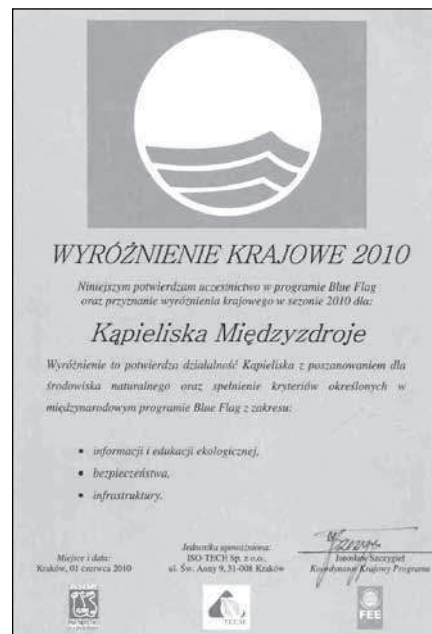 WYRÓŻNIENIE KRAJOWE 2010
Niniejszym potwierdzam uczestnictwo w programie Blue Flag
oraz przyznanie wyróżnienia krajowego w sezonie 2010 dla:
Kąpieliska Międzyzdroje
Wyróżnienie to potwierdza działalność Kąpieliska z poszanowaniem dla
środowiska naturalnego oraz spełnienie kryteriów określonych w
międzynarodowym programie Blue Flag z zakresu:
• informacji i edukacji ekologicznej,
• bezpieczeństwa,
• infrastruktury.
Miejsce i data:
Kraków, 01 czerwca 2010
Jednostka upoważniona:
ISO-TECH Sp. z o.o.
ul. Św. Anny 9, 31-008 Kraków
Jarosław Szczygieł
Koordynator Krajowy Programu
TECH
FEE